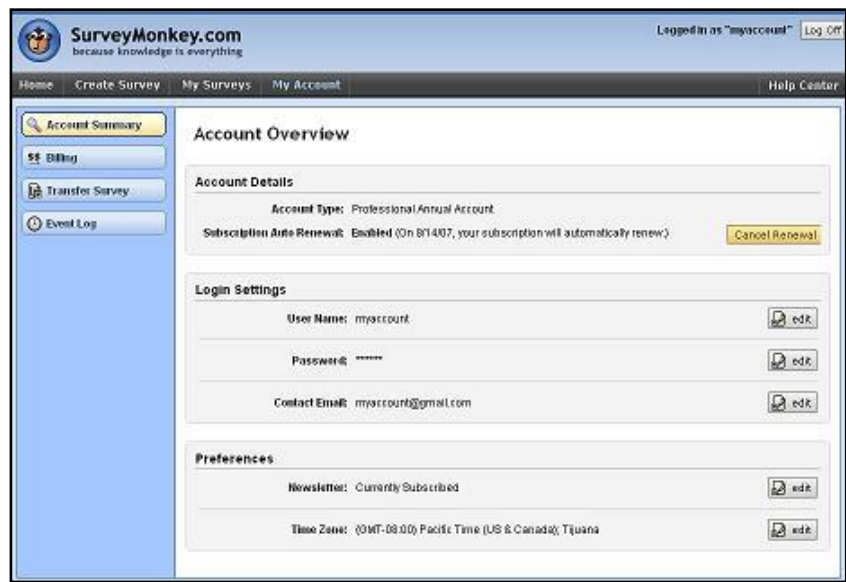 SurveyMonkey.com
because knowledge is everything
Logged in as "myaccount" Log Off
Home Create Survey My Surveys My Account Help Center
Account Summary
$$ Billing
Transfer Survey
Event Log
Account Overview
Account Details
Account Type: Professional Annual Account
Subscription Auto Renewal: Enabled (On 8/14/07, your subscription will automatically renew.) Cancel Renewal
Login Settings
User Name: myaccount edit
Password: ****** edit
Contact Email: myaccount@gmail.com edit
Preferences
Newsletter: Currently Subscribed edit
Time Zone: (GMT-08:00) Pacific Time (US & Canada); Tijuana edit